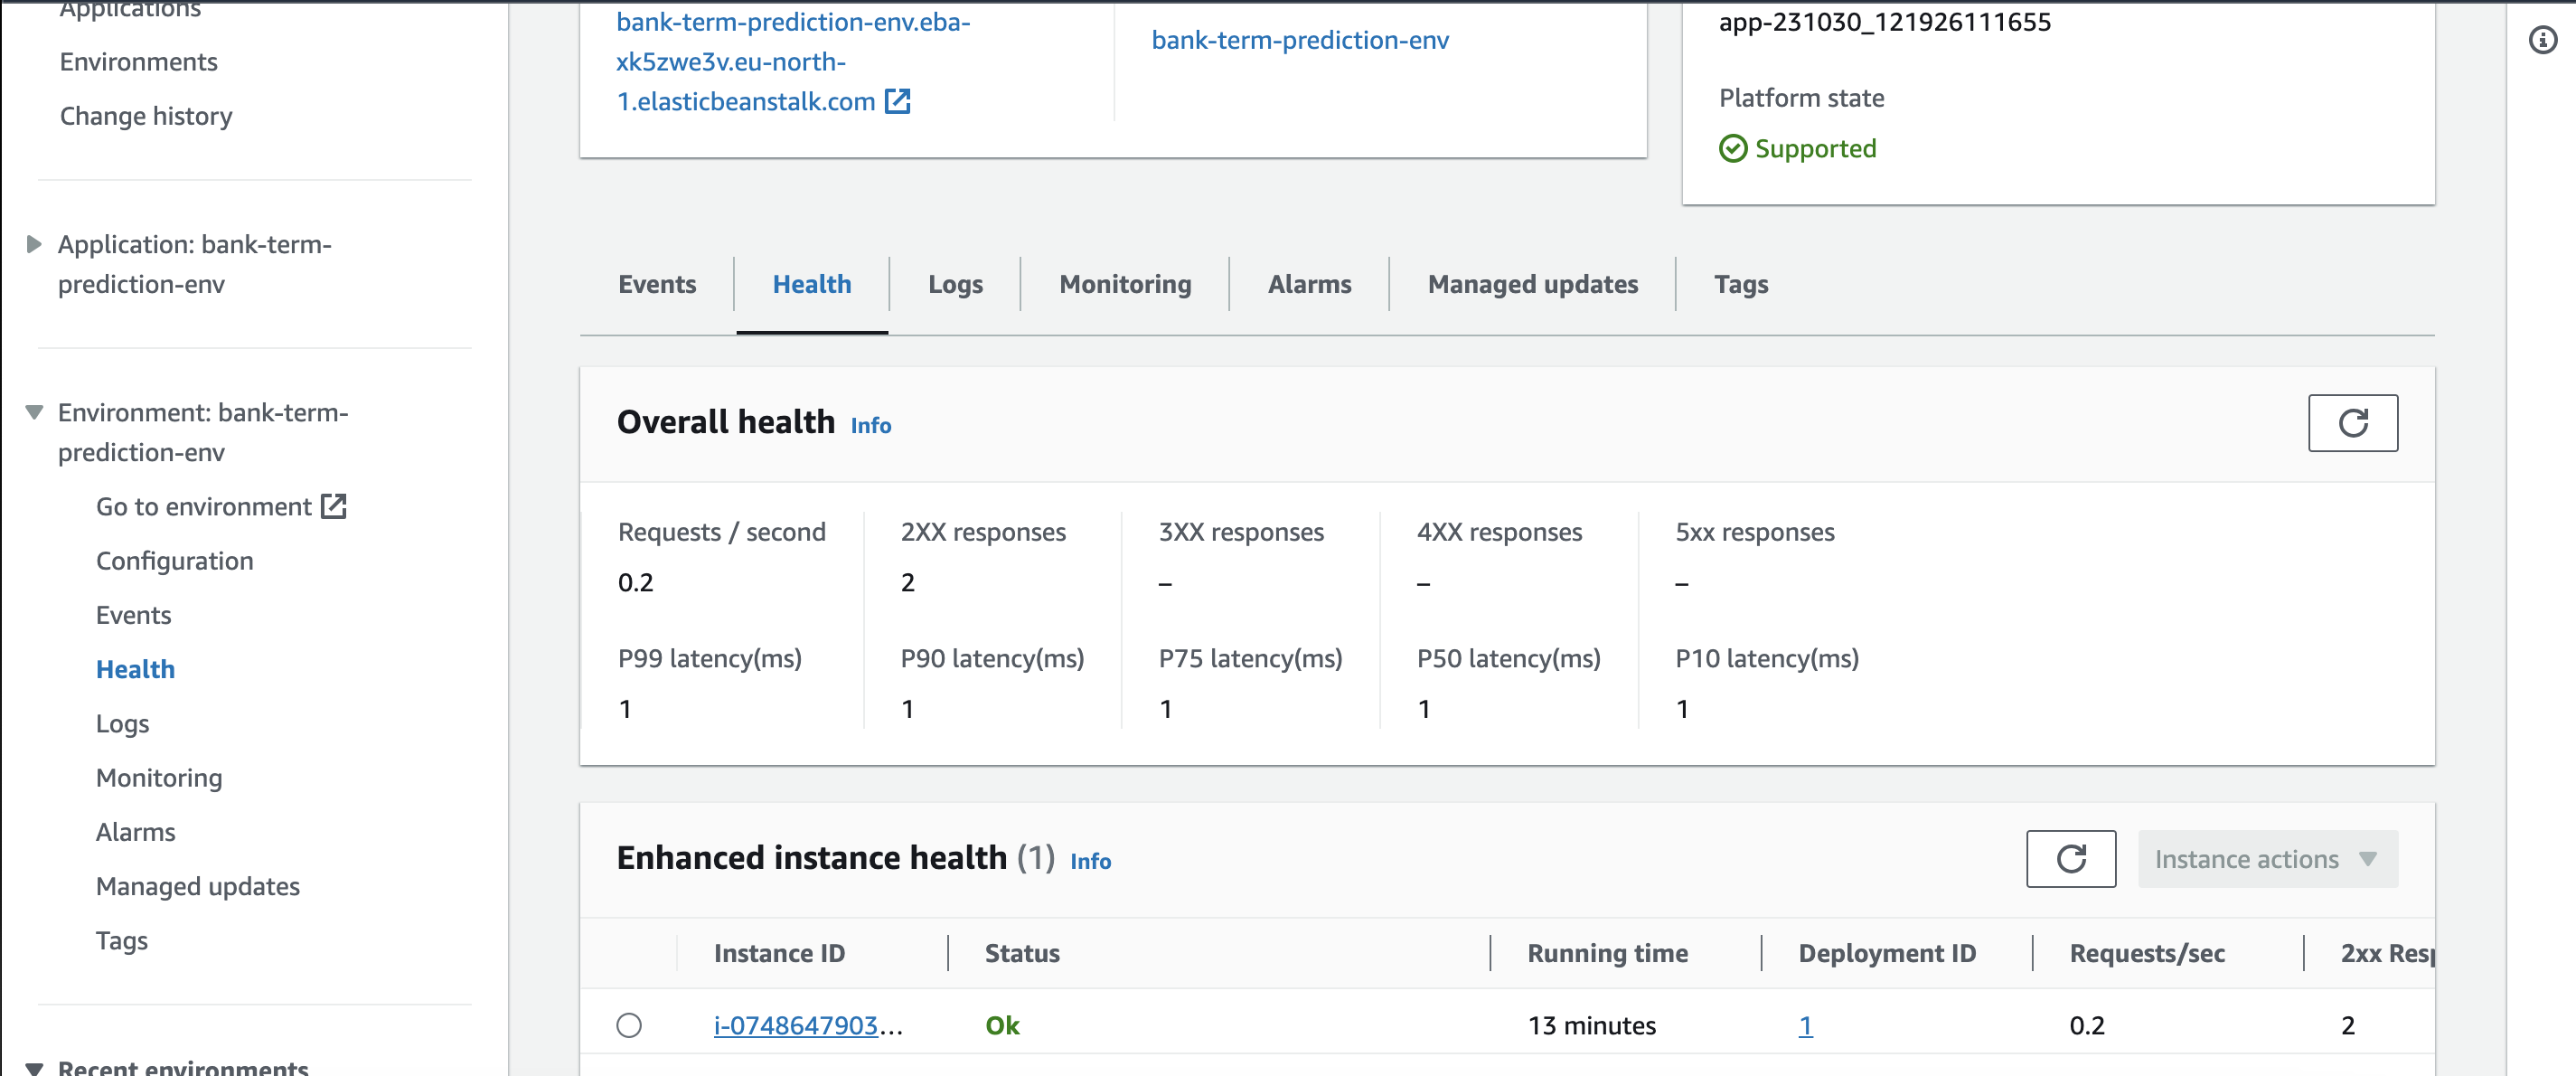 Applications
Environments
Change history
Application: bank-term-
prediction-env
Environment: bank-term-
prediction-env
Go to environment
Configuration
Events
Health
Logs
Monitoring
Alarms
Managed updates
Tags
Recent environments
bank-term-prediction-env.eba-
xk5zwe3v.eu-north-
1.elasticbeanstalk.com
bank-term-prediction-env
app-231030_121926111655
Platform state
Supported
Events Health Logs Monitoring Alarms Managed updates Tags
Overall health Info
Requests / second 2XX responses 3XX responses 4XX responses 5xx responses
0.2 2 – – –
P99 latency(ms) P90 latency(ms) P75 latency(ms) P50 latency(ms) P10 latency(ms)
1 1 1 1 1
Enhanced instance health (1) Info
Instance actions
Instance ID Status Running time Deployment ID Requests/sec 2xx Resp
i-0748647903... Ok 13 minutes 1 0.2 2